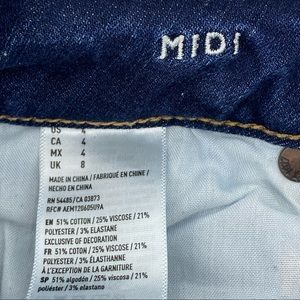 MIDI
US 4
CA 4
MX 4
UK 8
MADE IN CHINA / FABRIQUÉ EN CHINE /
HECHO EN CHINA
RN 54485/ CA 03873
RFC# AEM120605U9A
EN 51% COTTON / 25% VISCOSE / 21%
POLYESTER / 3% ELASTANE
EXCLUSIVE OF DECORATION
FR 51% COTON / 25% VISCOSE / 21%
POLYESTER / 3% ÉLASTHANNE
À L'EXCEPTION DE LA GARNITURE
SP 51% algodón / 25% viscosa / 21%
poliéster / 3% elastano